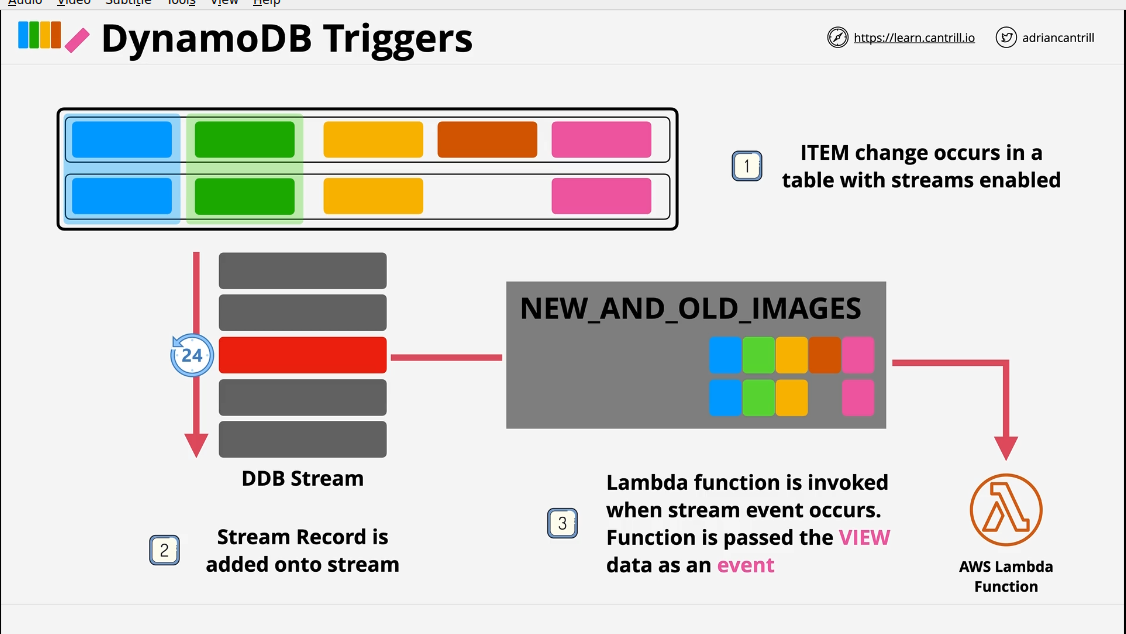 Audio Video Subtitle Tools View Help
DynamoDB Triggers
https://learn.cantrill.io
adriancantrill
1
ITEM change occurs in a
table with streams enabled
NEW_AND_OLD_IMAGES
24
DDB Stream
2
Stream Record is
added onto stream
3
Lambda function is invoked
when stream event occurs.
Function is passed the VIEW
data as an event
AWS Lambda
Function